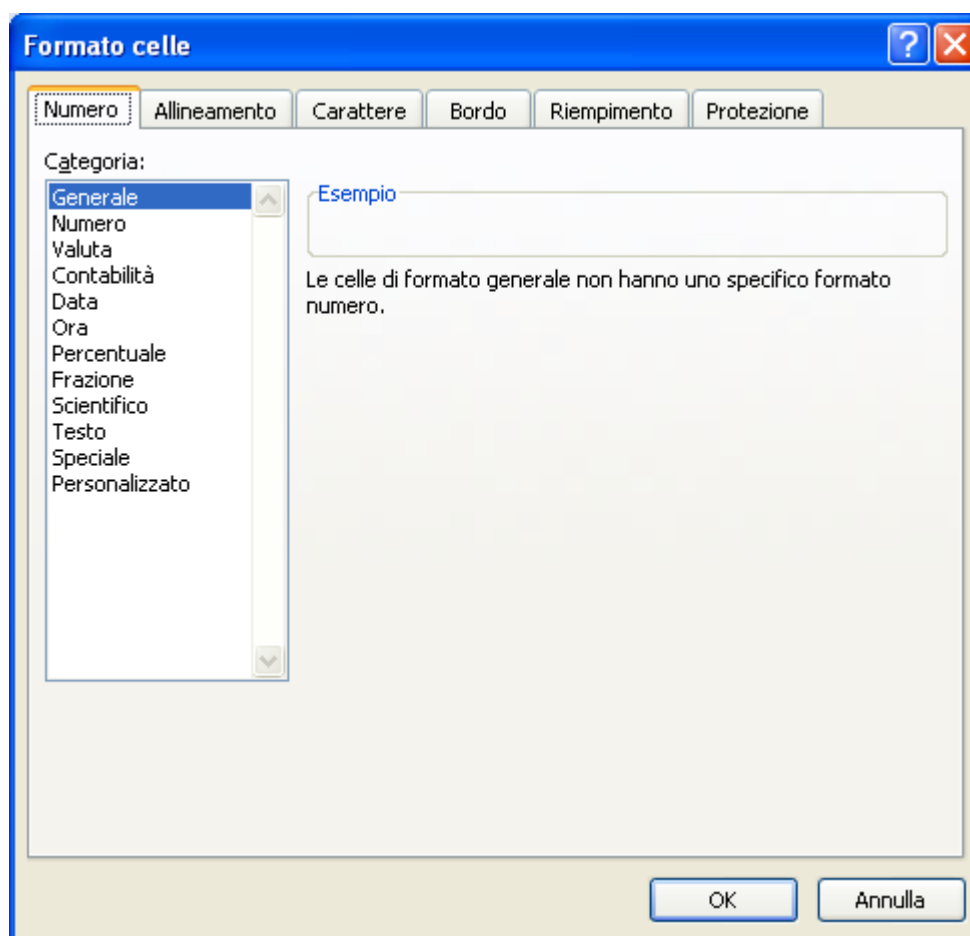 Formato celle
Numero Allineamento Carattere Bordo Riempimento Protezione
Categoria:
Generale
Numero
Valuta
Contabilità
Data
Ora
Percentuale
Frazione
Scientifico
Testo
Speciale
Personalizzato
Esempio
Le celle di formato generale non hanno uno specifico formato
numero.
OK Annulla